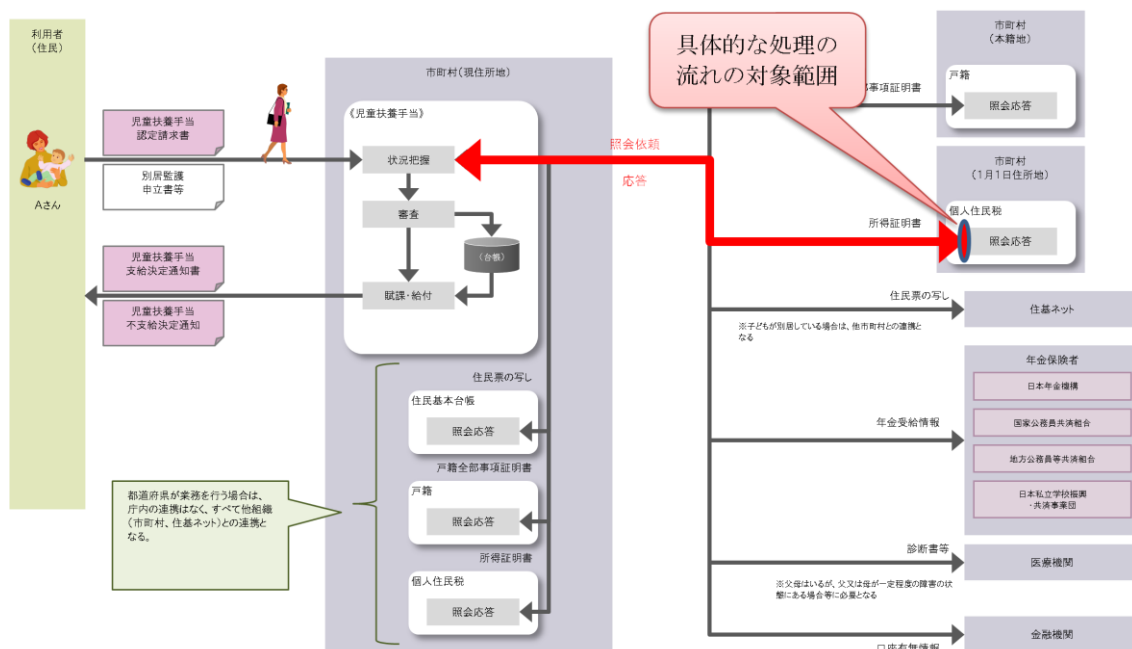 利用者
(住民)
Aさん
児童扶養手当
認定請求書
別居監護
申立書等
児童扶養手当
支給決定通知書
児童扶養手当
不支給決定通知
市町村(現住所地)
《児童扶養手当》
状況把握
審査
(台帳)
賦課・給付
住民票の写し
住民基本台帳
照会応答
戸籍全部事項証明書
戸籍
照会応答
所得証明書
個人住民税
照会応答
都道府県が業務を行う場合は、
庁内の連携はなく、すべて他組織
(市町村、住基ネット)との連携と
なる。
照会依頼
応答
具体的な処理の
流れの対象範囲
事項証明書
市町村
(本籍地)
戸籍
照会応答
市町村
(1月1日住所地)
所得証明書
個人住民税
照会応答
住民票の写し
住基ネット
※子どもが別居している場合は、他市町村との連携と
なる
年金受給情報
年金保険者
日本年金機構
国家公務員共済組合
地方公務員等共済組合
日本私立学校振興
・共済事業団
診断書等
医療機関
※父母はいるが、父又は母が一定程度の障害の状
態にある場合等に必要となる
金融機関
口座有無情報